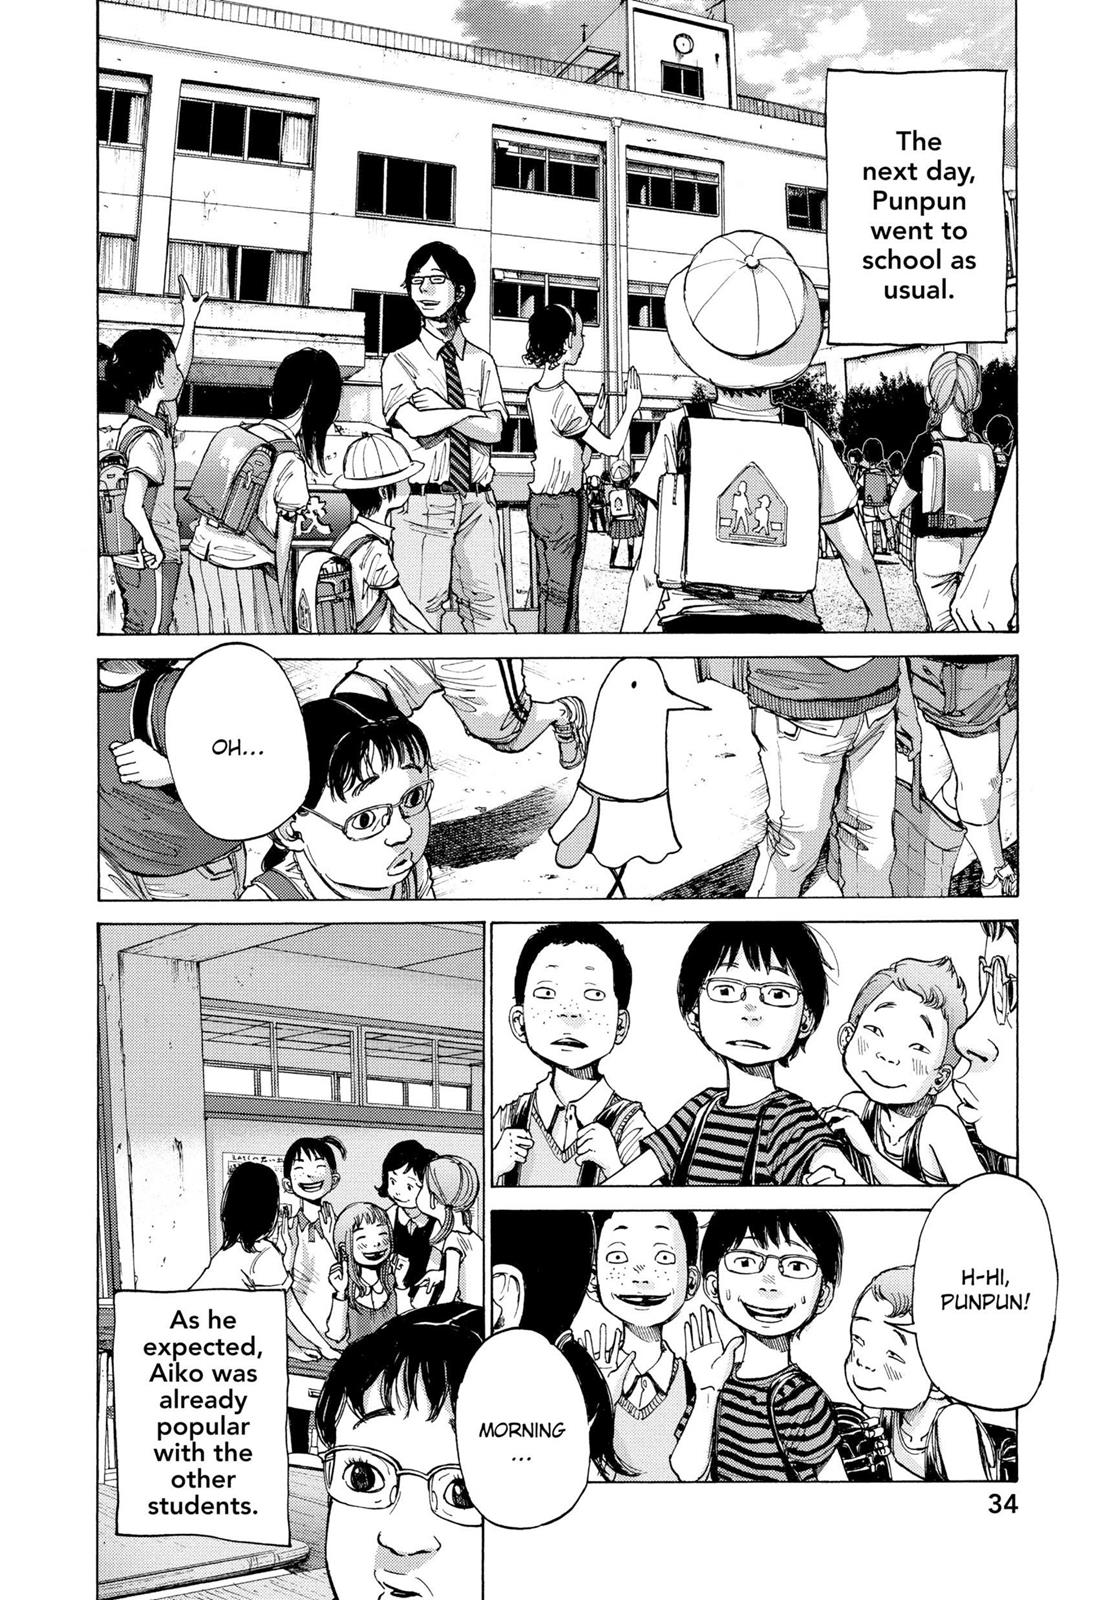 The
next day,
Punpun
went to
school as
usual.
OH...
H-HI,
PUNPUN!
MORNING
...
As he
expected,
Aiko was
already
popular
with the
other
students.
34